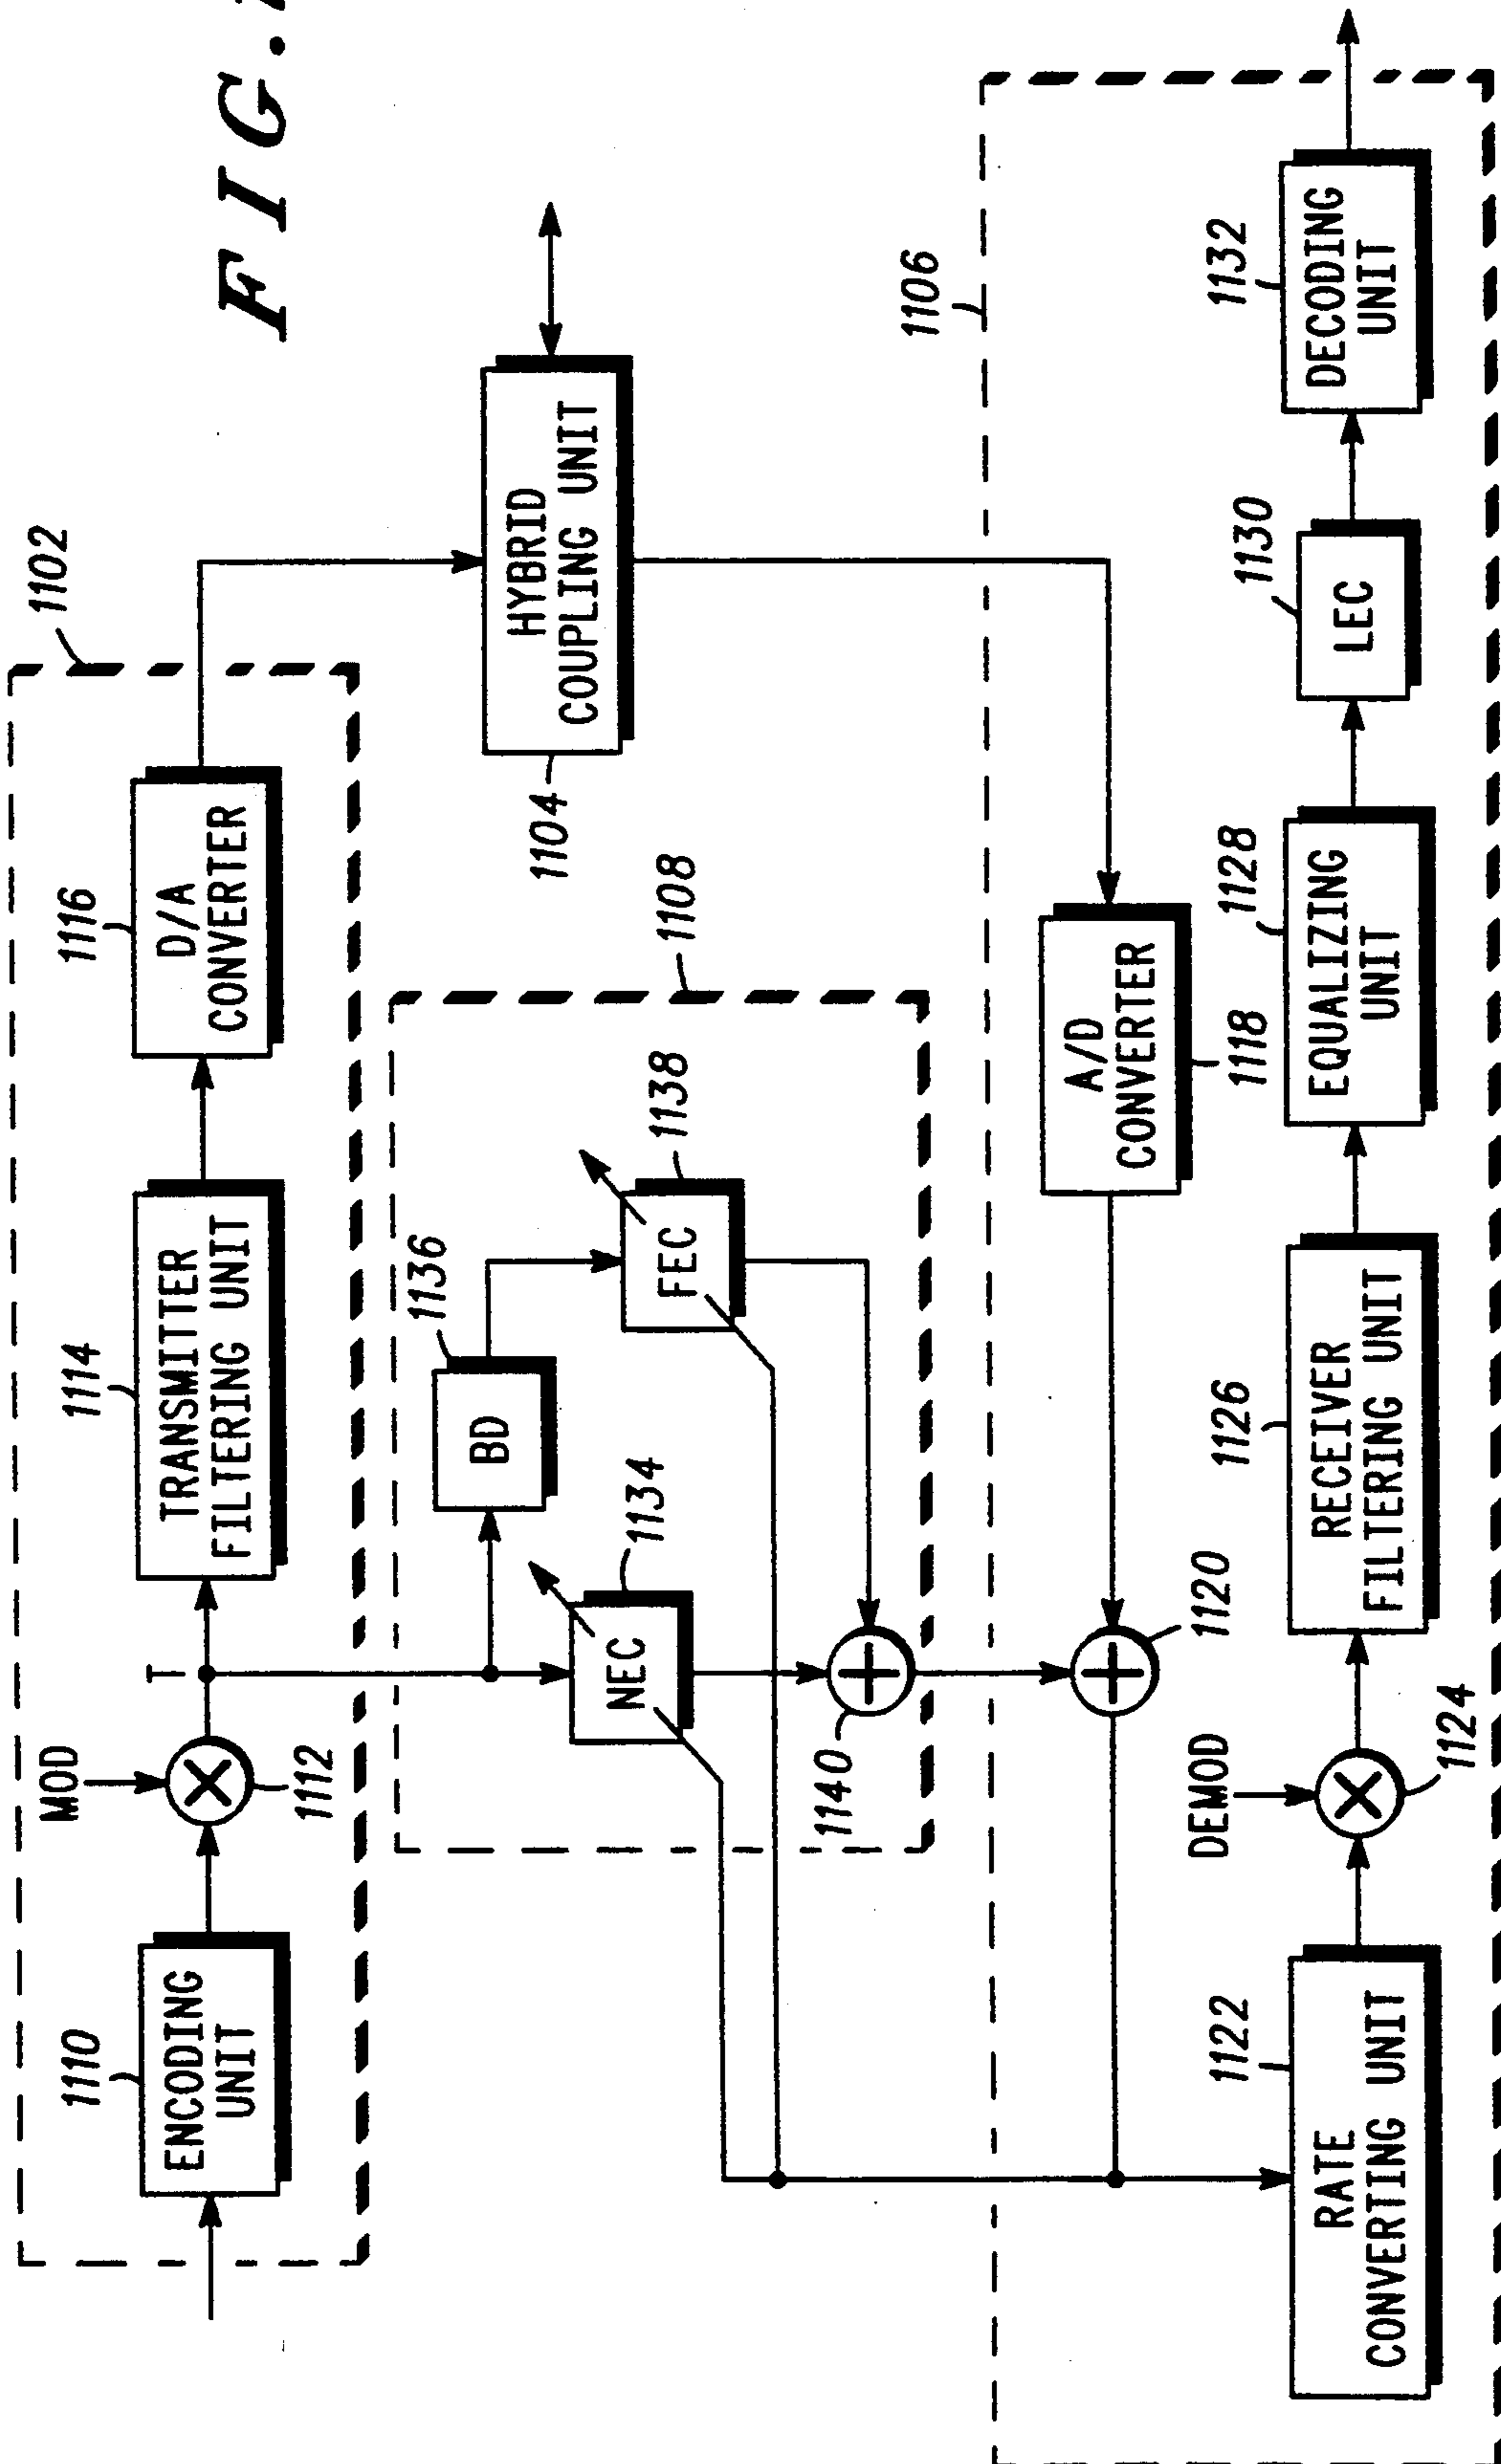 FIG.
1102
1110
ENCODING
UNIT
MOD
1112
T
1114
TRANSMITTER
FILTERING UNIT
1116
D/A
CONVERTER
1108
1136
BD
1138
FEC
1134
NEC
1140
HYBRID
COUPLING UNIT
1104
1106
A/D
CONVERTER
1118
1120
1122
RATE
CONVERTING UNIT
DEMOD
1124
1126
RECEIVER
FILTERING UNIT
1128
EQUALIZING
UNIT
1130
LEC
1132
DECODING
UNIT